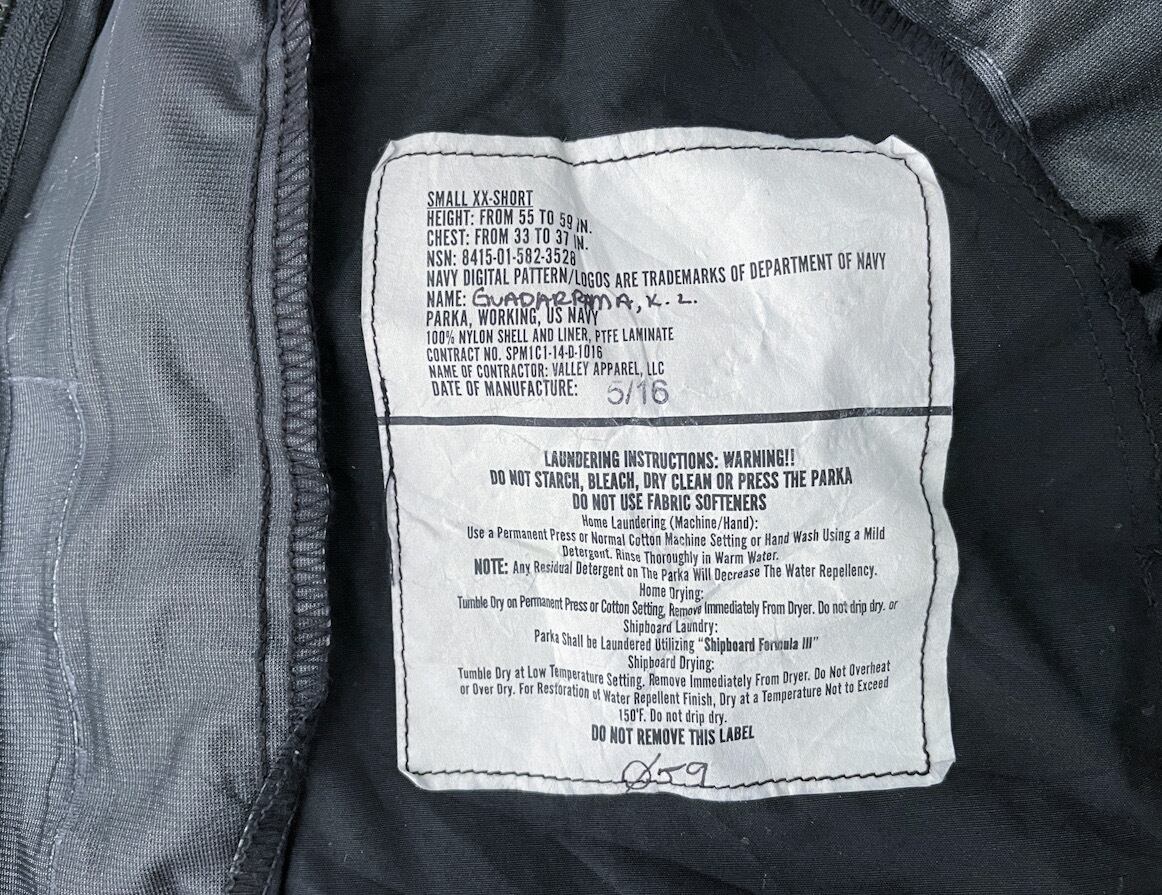 SMALL XX-SHORT
HEIGHT: FROM 55 TO 59 IN.
CHEST: FROM 33 TO 37 IN.
NSN: 8415-01-582-3528
NAVY DIGITAL PATTERN/LOGOS ARE TRADEMARKS OF DEPARTMENT OF NAVY
NAME: GUADARRAMA, K. L.
PARKA, WORKING, US NAVY
100% NYLON SHELL AND LINER, PTFE LAMINATE
CONTRACT NO. SPM1C1-14-D-1016
NAME OF CONTRACTOR: VALLEY APPAREL, LLC
DATE OF MANUFACTURE: 5/16
LAUNDERING INSTRUCTIONS: WARNING!!
DO NOT STARCH, BLEACH, DRY CLEAN OR PRESS THE PARKA
DO NOT USE FABRIC SOFTENERS
Home Laundering (Machine/Hand):
Use a Permanent Press or Normal Cotton Machine Setting or Hand Wash Using a Mild
Detergent. Rinse Thoroughly in Warm Water.
NOTE: Any Residual Detergent on The Parka Will Decrease The Water Repellency.
Home Drying:
Tumble Dry on Permanent Press or Cotton Setting, Remove Immediately From Dryer. Do not drip dry. or
Shipboard Laundry:
Parka Shall be Laundered Utilizing "Shipboard Formula III"
Shipboard Drying:
Tumble Dry at Low Temperature Setting. Remove Immediately From Dryer. Do Not Overheat
or Over Dry. For Restoration of Water Repellent Finish, Dry at a Temperature Not to Exceed
150°F. Do not drip dry.
DO NOT REMOVE THIS LABEL
059